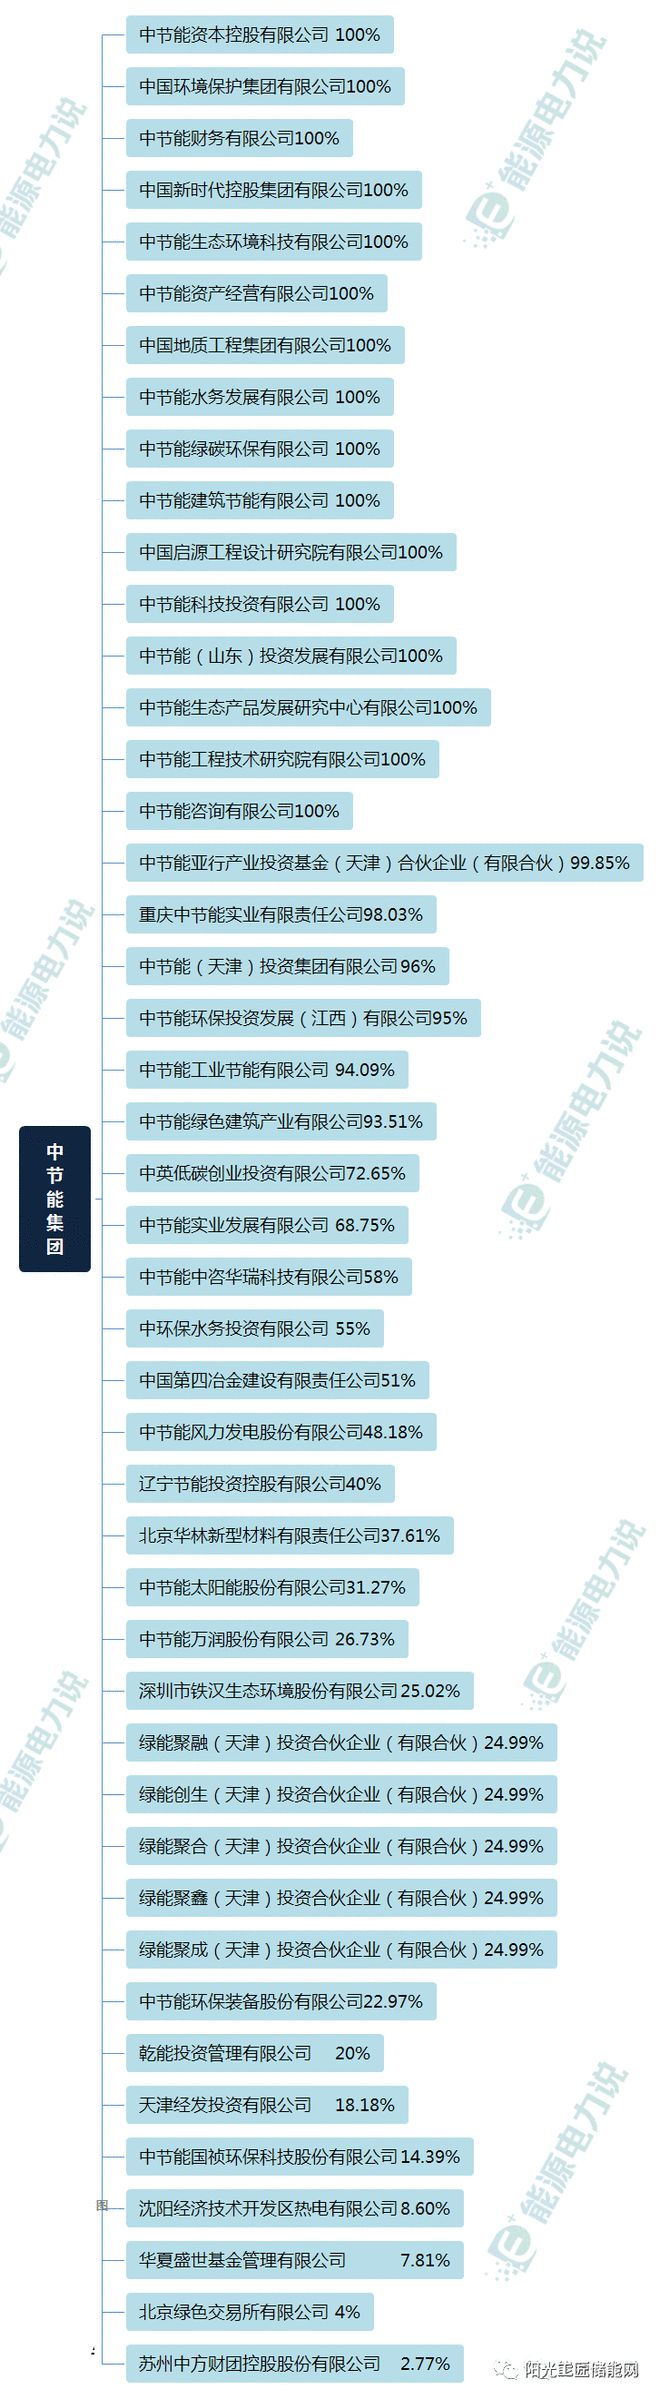 中节能资本控股有限公司 100%
中国环境保护集团有限公司100%
中节能财务有限公司100%
中国新时代控股集团有限公司100%
中节能生态环境科技有限公司100%
中节能资产经营有限公司100%
中国地质工程集团有限公司100%
中节能水务发展有限公司 100%
中节能绿碳环保有限公司 100%
中节能建筑节能有限公司 100%
中国启源工程设计研究院有限公司100%
中节能科技投资有限公司 100%
中节能（山东）投资发展有限公司100%
中节能生态产品发展研究中心有限公司100%
中节能工程技术研究院有限公司100%
中节能咨询有限公司100%
中节能亚行产业投资基金（天津）合伙企业（有限合伙）99.85%
重庆中节能实业有限责任公司98.03%
中节能（天津）投资集团有限公司 96%
中节能环保投资发展（江西）有限公司95%
中节能工业节能有限公司 94.09%
中节能绿色建筑产业有限公司93.51%
中英低碳创业投资有限公司72.65%
中节能实业发展有限公司 68.75%
中节能中咨华瑞科技有限公司58%
中环保水务投资有限公司 55%
中国第四冶金建设有限责任公司51%
中节能风力发电股份有限公司48.18%
辽宁节能投资控股有限公司40%
北京华林新型材料有限责任公司37.61%
中节能太阳能股份有限公司31.27%
中节能万润股份有限公司 26.73%
深圳市铁汉生态环境股份有限公司 25.02%
绿能聚融（天津）投资合伙企业（有限合伙）24.99%
绿能创生（天津）投资合伙企业（有限合伙）24.99%
绿能聚合（天津）投资合伙企业（有限合伙）24.99%
绿能聚鑫（天津）投资合伙企业（有限合伙）24.99%
绿能聚成（天津）投资合伙企业（有限合伙）24.99%
中节能环保装备股份有限公司22.97%
乾能投资管理有限公司 20%
天津经发投资有限公司 18.18%
中节能国祯环保科技股份有限公司 14.39%
沈阳经济技术开发区热电有限公司 8.60%
华夏盛世基金管理有限公司 7.81%
北京绿色交易所有限公司 4%
苏州中方财团控股股份有限公司 2.77%
中节能集团
图
能源电力说
能源电力说
能源电力说
能源电力说
能源电力说
能源电力说
能源电力说